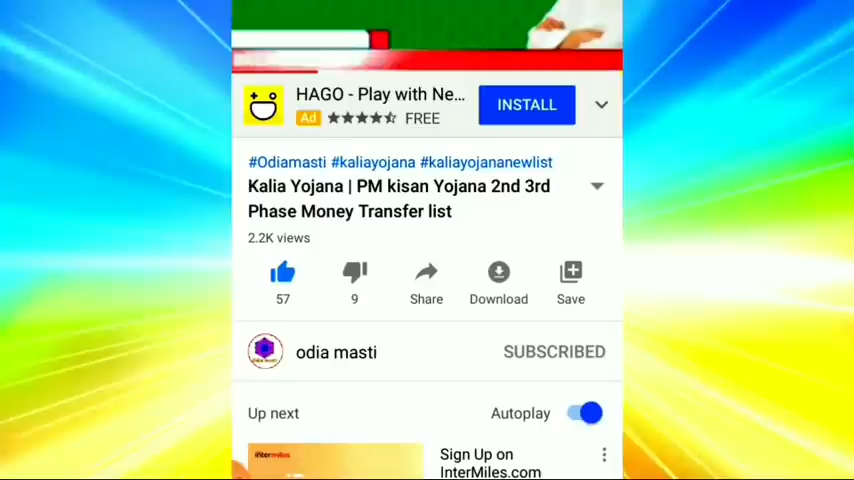 HAGO - Play with Ne...
INSTALL
Ad
FREE
#Odiamasti #kaliayojana #kaliayojananewlist
Kalia Yojana | PM kisan Yojana 2nd 3rd
Phase Money Transfer list
2.2K views
57
9
Share
Download
Save
odia masti
SUBSCRIBED
Up next
Autoplay
intermiles
Sign Up on
InterMiles.com